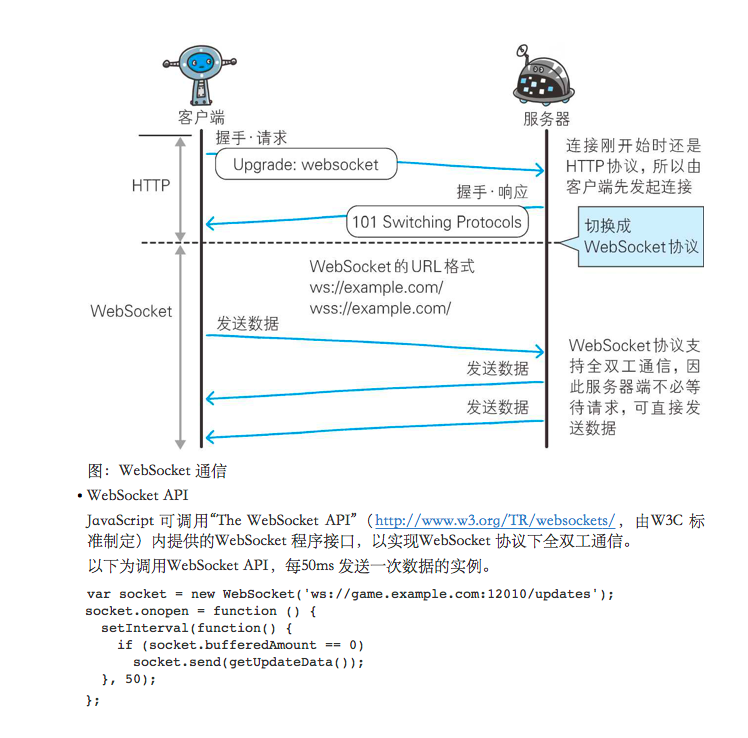 客户端
服务器
握手·请求
Upgrade: websocket
连接刚开始时还是
HTTP协议，所以由
客户端先发起连接
HTTP
握手·响应
101 Switching Protocols
切换成
WebSocket协议
WebSocket的URL格式
ws://example.com/
wss://example.com/
WebSocket
发送数据
WebSocket协议支
持全双工通信，因
此服务器端不必等
待请求，可直接发
送数据
发送数据
发送数据
图：WebSocket 通信
• WebSocket API
JavaScript 可调用“The WebSocket API”（http://www.w3.org/TR/websockets/，由W3C 标
准制定）内提供的WebSocket 程序接口，以实现WebSocket 协议下全双工通信。
以下为调用WebSocket API，每50ms 发送一次数据的实例。
var socket = new WebSocket('ws://game.example.com:12010/updates');
socket.onopen = function () {
  setInterval(function() {
    if (socket.bufferedAmount == 0)
      socket.send(getUpdateData());
  }, 50);
};